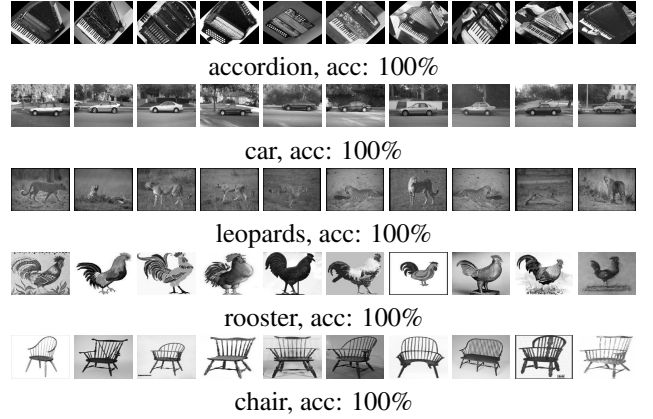 accordion, acc: 100%
car, acc: 100%
leopards, acc: 100%
rooster, acc: 100%
chair, acc: 100%